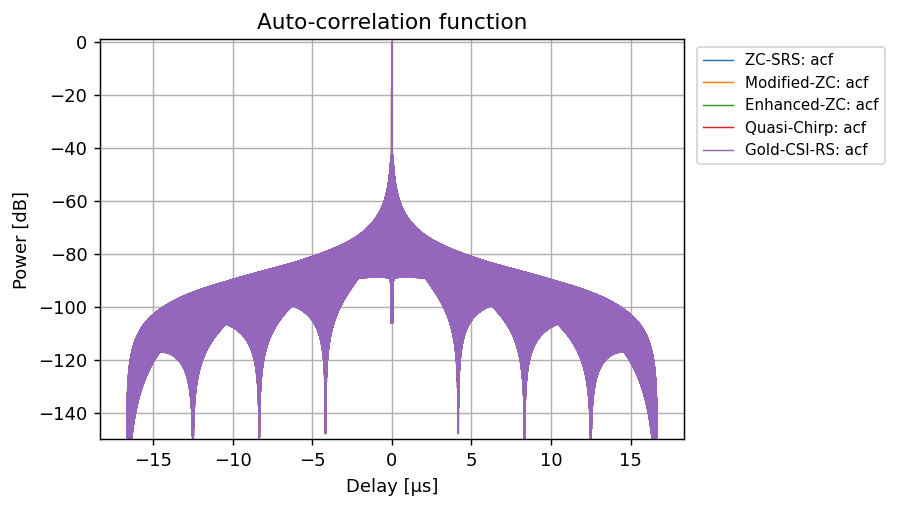 Auto-correlation function
ZC-SRS: acf
Modified-ZC: acf
Enhanced-ZC: acf
Quasi-Chirp: acf
Gold-CSI-RS: acf
Power [dB]
0
−20
−40
−60
−80
−100
−120
−140
−15 −10 −5 0 5 10 15
Delay [µs]